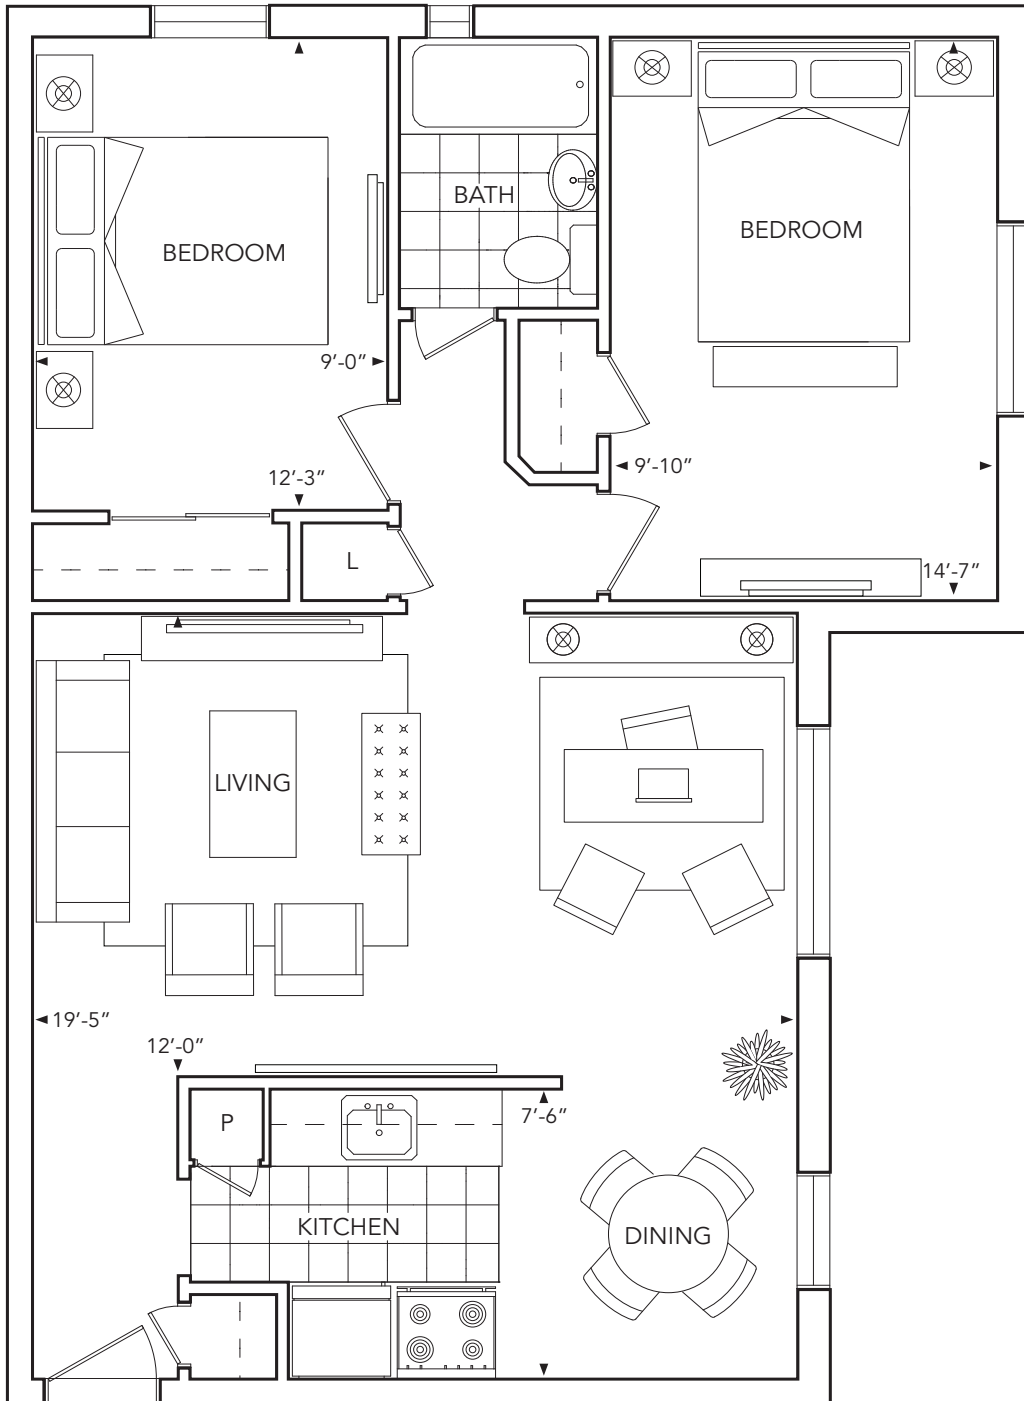 BATH
BEDROOM
BEDROOM
9’-0”
9’-10”
12’-3”
L
14’-7”
LIVING
19’-5”
12’-0”
7’-6”
P
KITCHEN
DINING